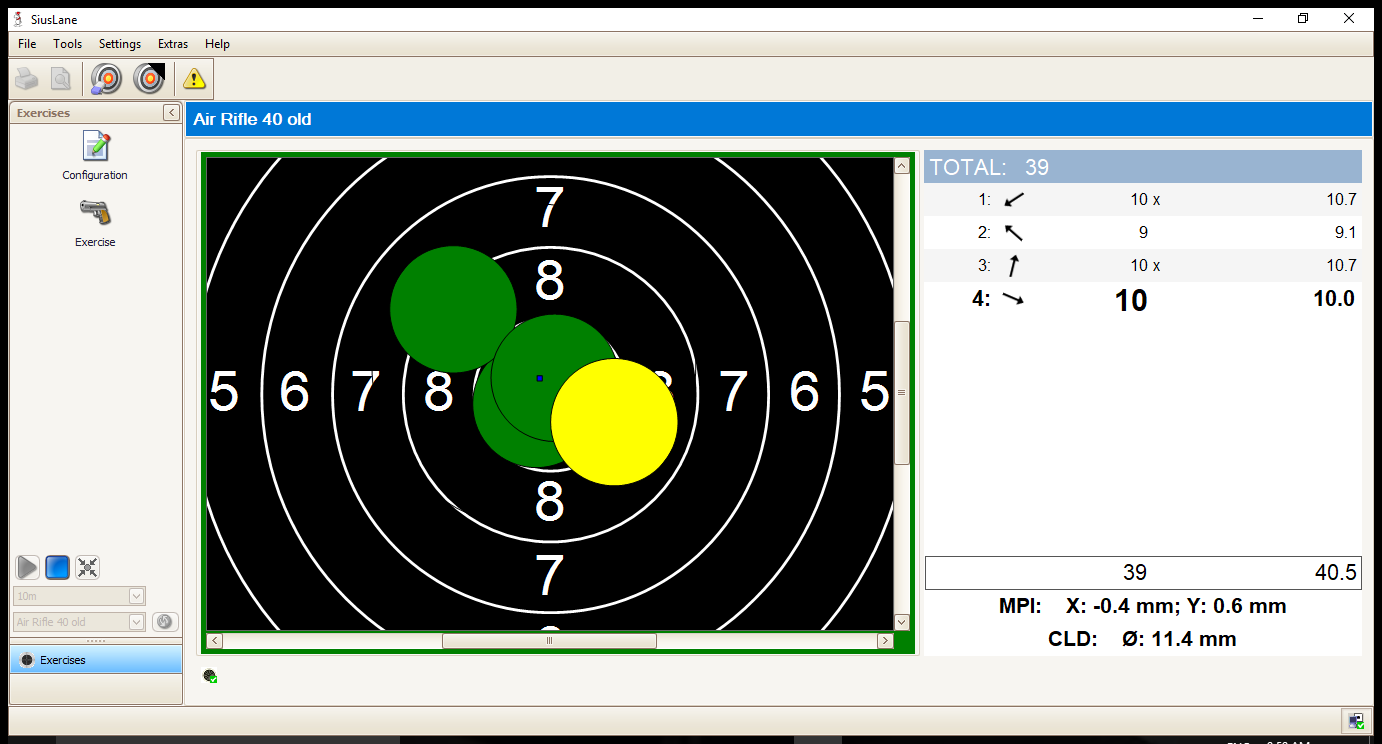 SiusLane
File Tools Settings Extras Help
Exercises
Configuration
Exercise
10m
Air Rifle 40 old
Exercises
Air Rifle 40 old
7
8
5 6 7 8 7 6 5
8
7
TOTAL: 39
1: 10 x 10.7
2: 9 9.1
3: 10 x 10.7
4: 10 10.0
39 40.5
MPI: X: -0.4 mm; Y: 0.6 mm
CLD: Ø: 11.4 mm